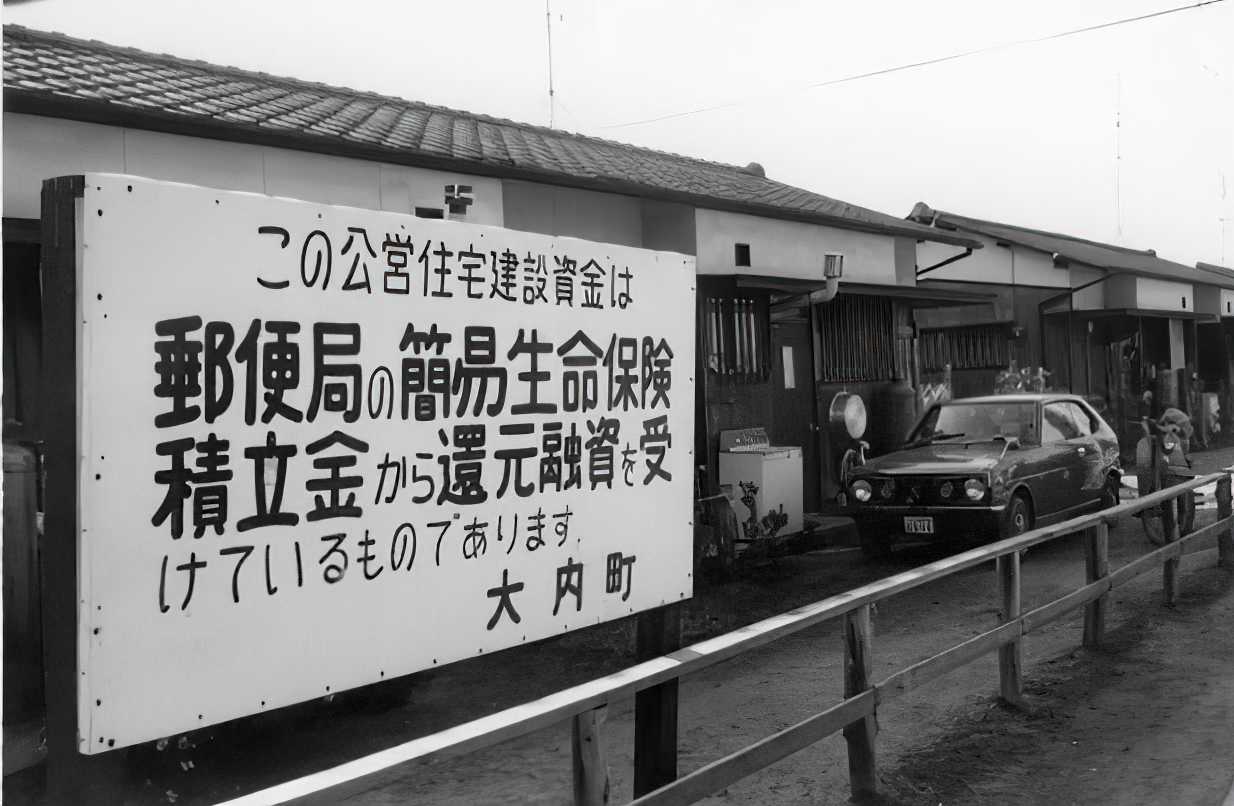 この公営住宅建設資金は
郵便局の簡易生命保険
積立金から還元融資を受
けているものであります.
大内町